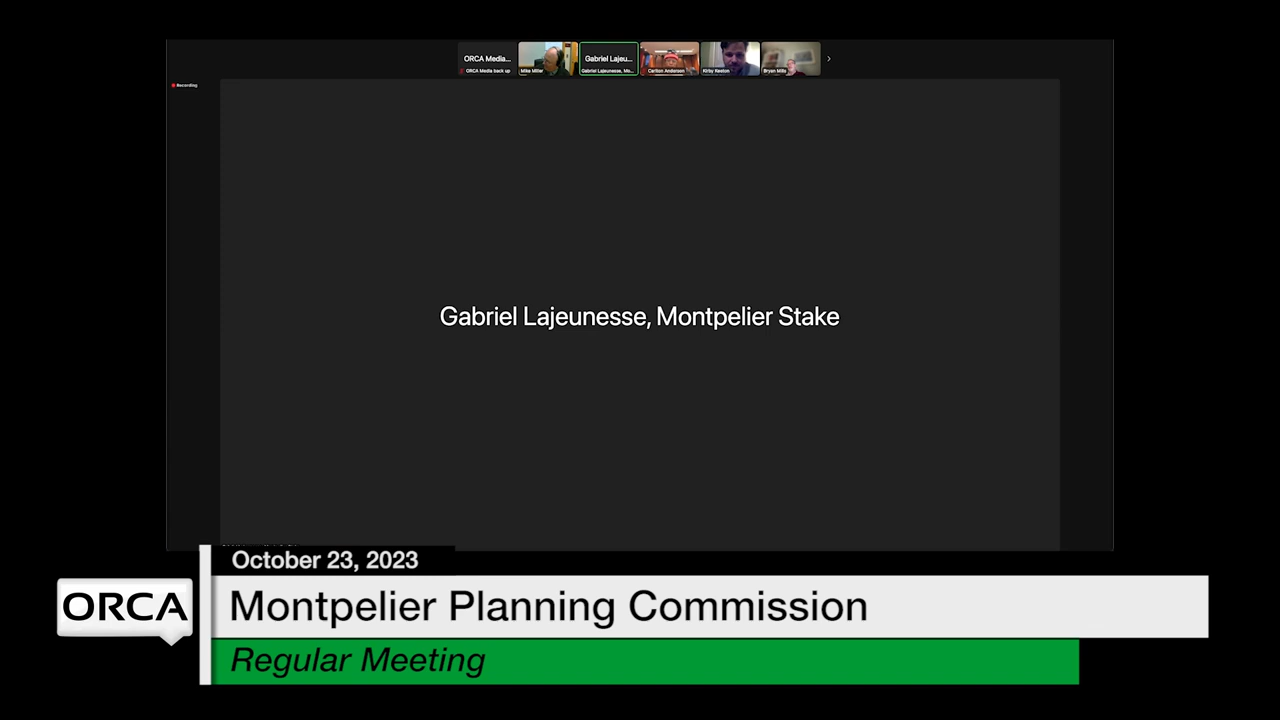 ORCA Media...
Gabriel Lajeu...
ORCA Media back up
Mike Miller
Gabriel Lajeunesse, Mo...
Carlton Anderson
Kirby Keeton
Bryan Mills
Recording
Gabriel Lajeunesse, Montpelier Stake
October 23, 2023
ORCA
Montpelier Planning Commission
Regular Meeting